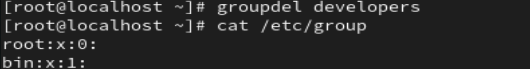 [root@localhost ~]# groupdel developers
[root@localhost ~]# cat /etc/group
root:x:0:
bin:x:1: